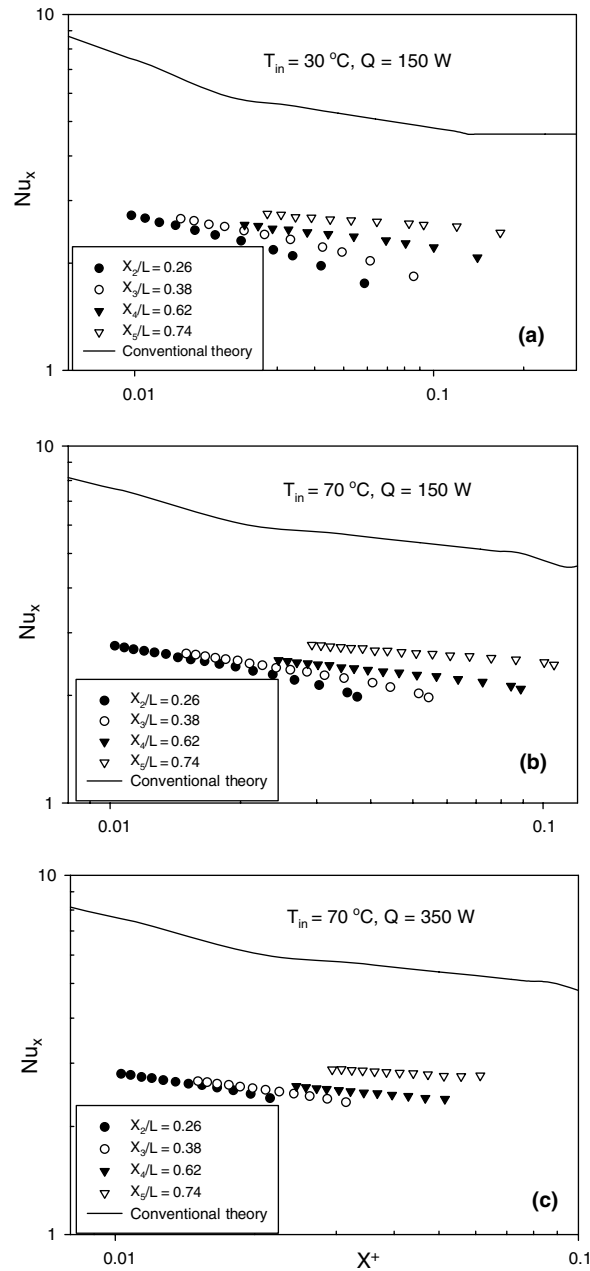 10
T_in = 30 °C, Q = 150 W
Nu_x
X_2/L = 0.26
X_3/L = 0.38
X_4/L = 0.62
X_5/L = 0.74
Conventional theory
(a)
1
0.01 0.1
10
T_in = 70 °C, Q = 150 W
Nu_x
X_2/L = 0.26
X_3/L = 0.38
X_4/L = 0.62
X_5/L = 0.74
Conventional theory
(b)
1
0.01 0.1
10
T_in = 70 °C, Q = 350 W
Nu_x
X_2/L = 0.26
X_3/L = 0.38
X_4/L = 0.62
X_5/L = 0.74
Conventional theory
(c)
1
0.01 0.1
X⁺